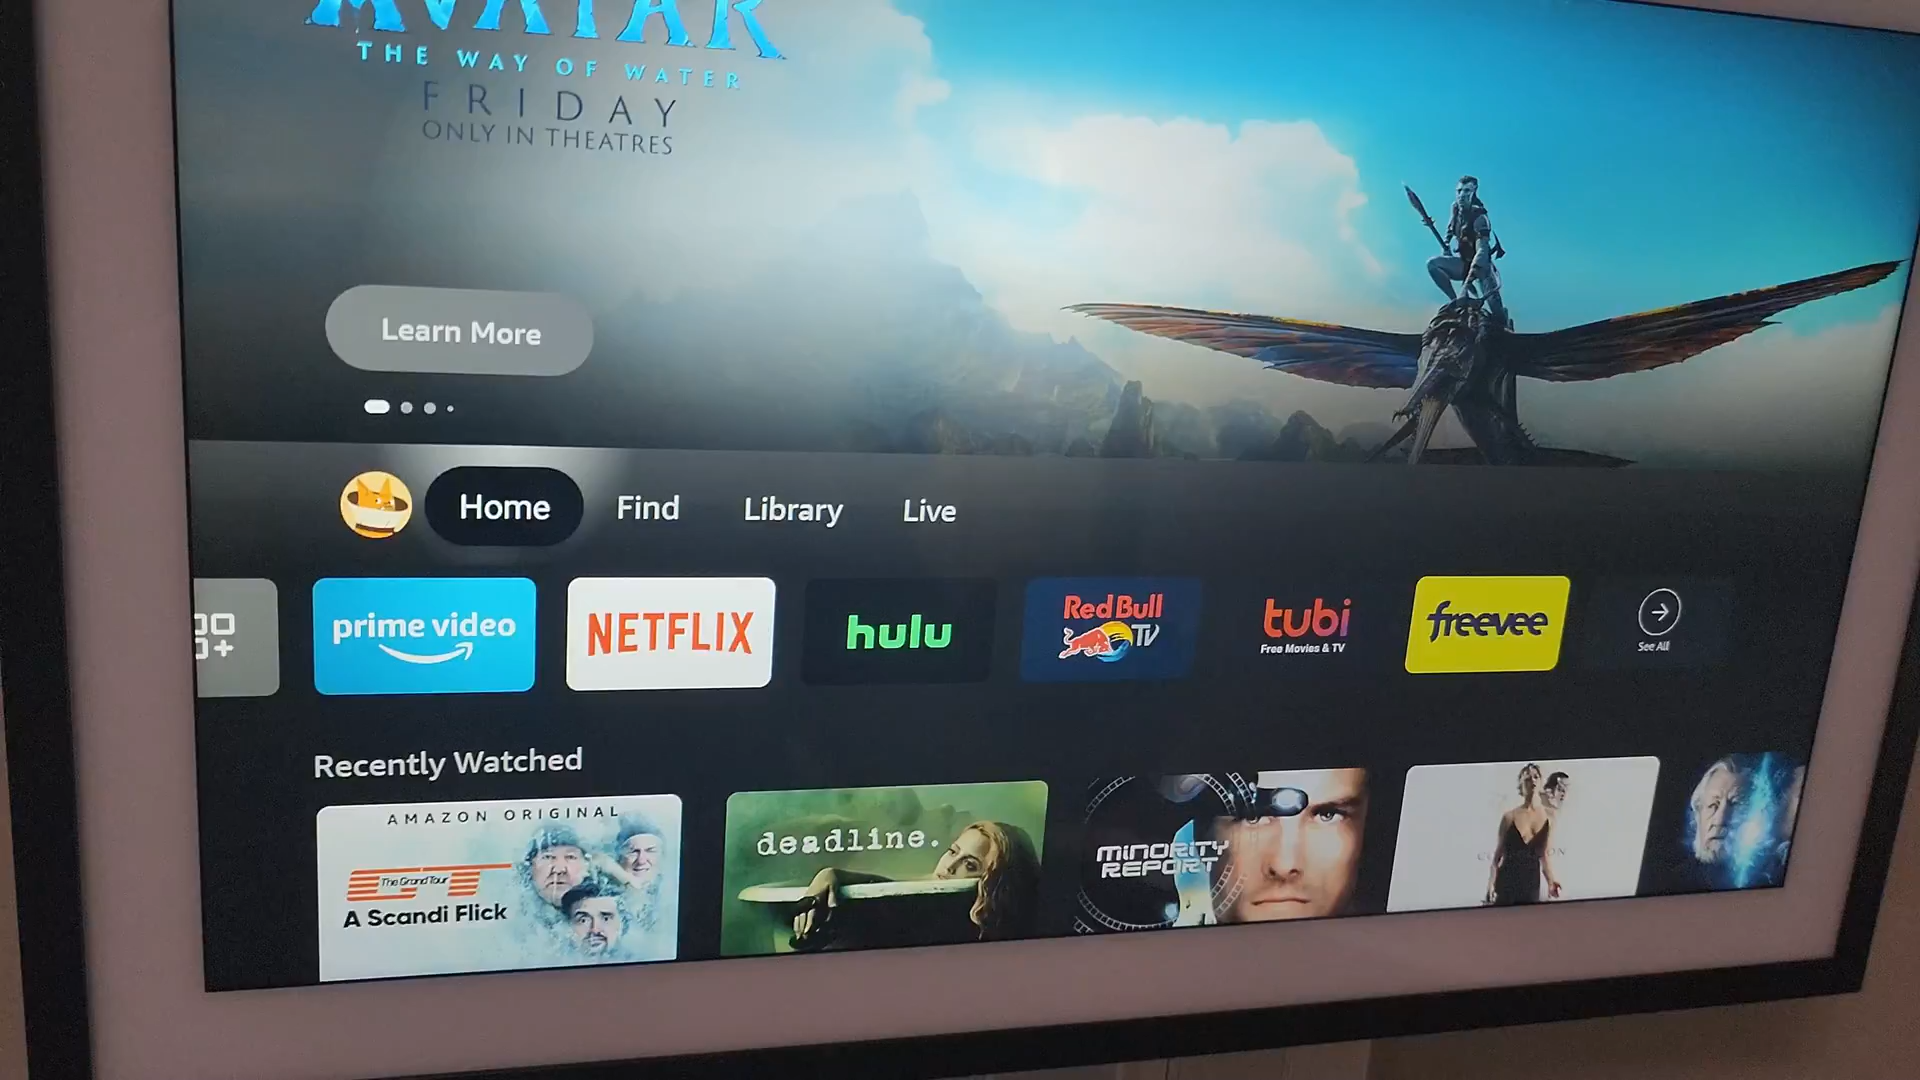 AVATAR
THE WAY OF WATER
FRIDAY
ONLY IN THEATRES
Learn More
Home Find Library Live
prime video
NETFLIX
hulu
Red Bull
TV
tubi
Free Movies & TV
freevee
See All
Recently Watched
AMAZON ORIGINAL
The Grand Tour
A Scandi Flick
deadline.
MINORITY
REPORT